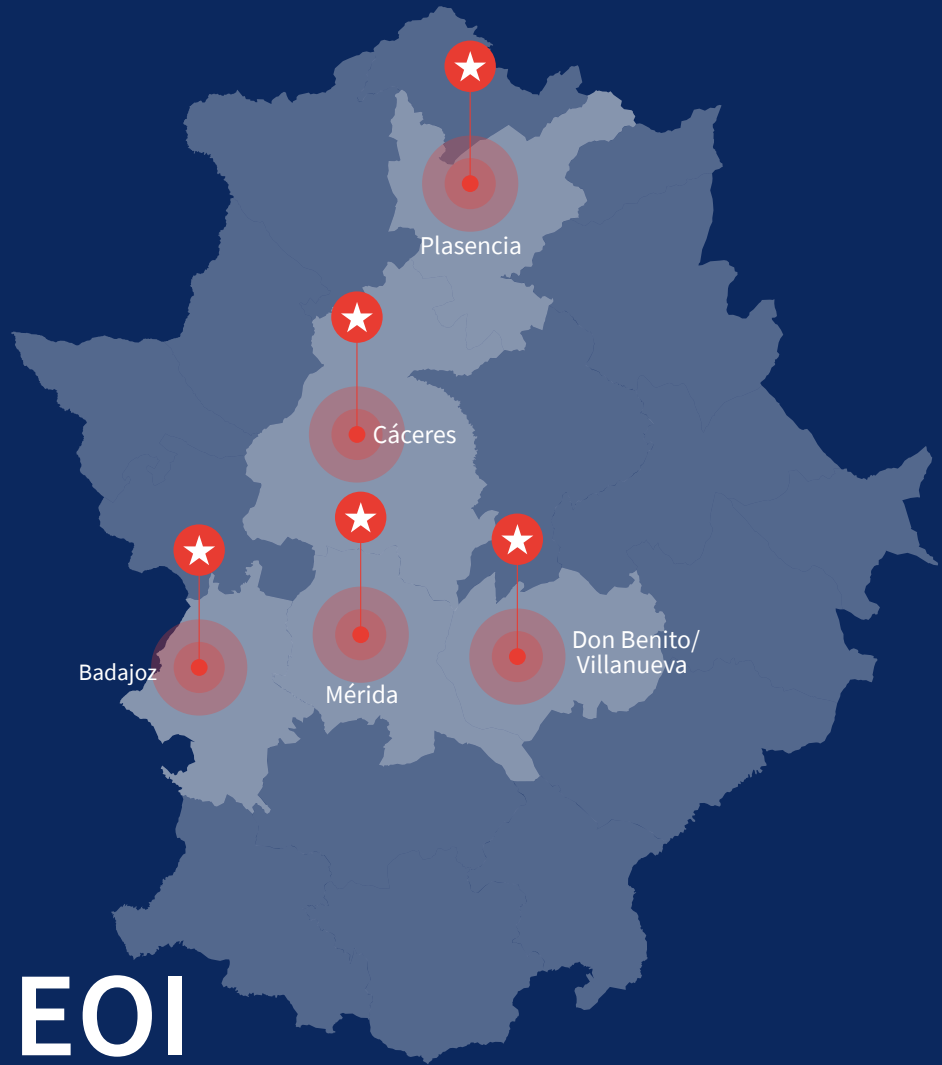 Plasencia
Cáceres
Badajoz
Mérida
Don Benito/
Villanueva
EOI